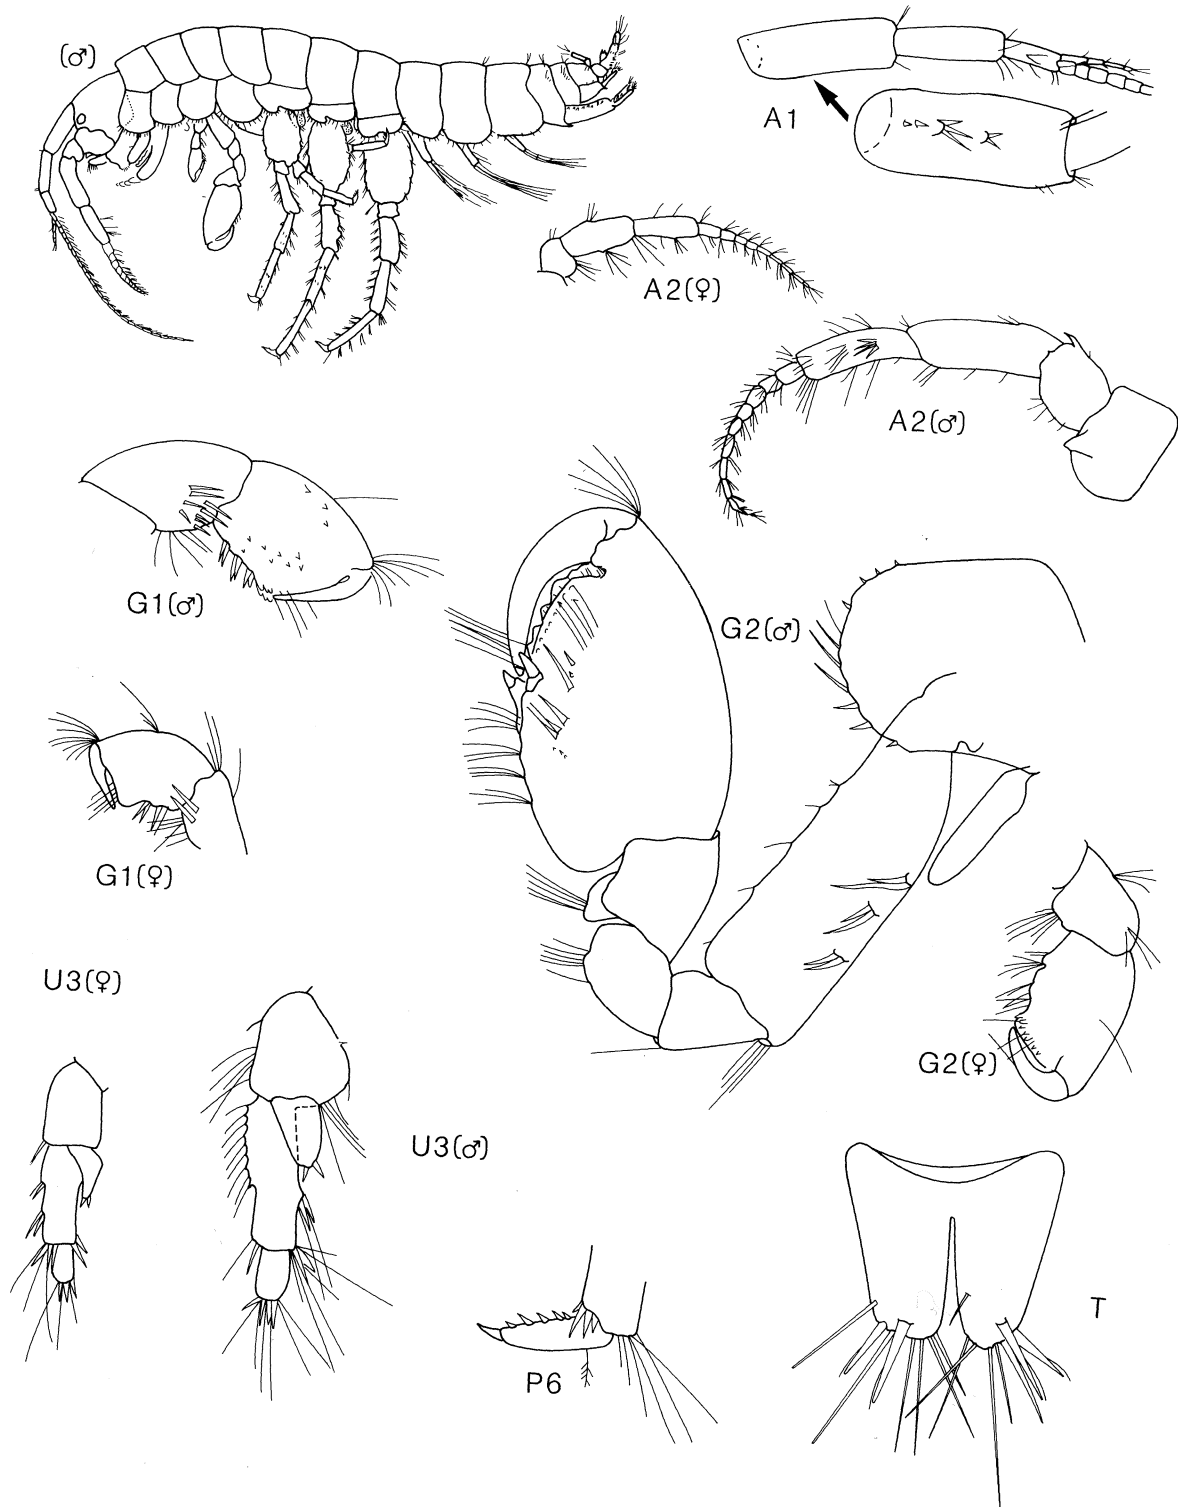 (♂)
A1
A2(♀)
A2(♂)
G1(♂)
G2(♂)
G1(♀)
U3(♀)
G2(♀)
U3(♂)
T
P6